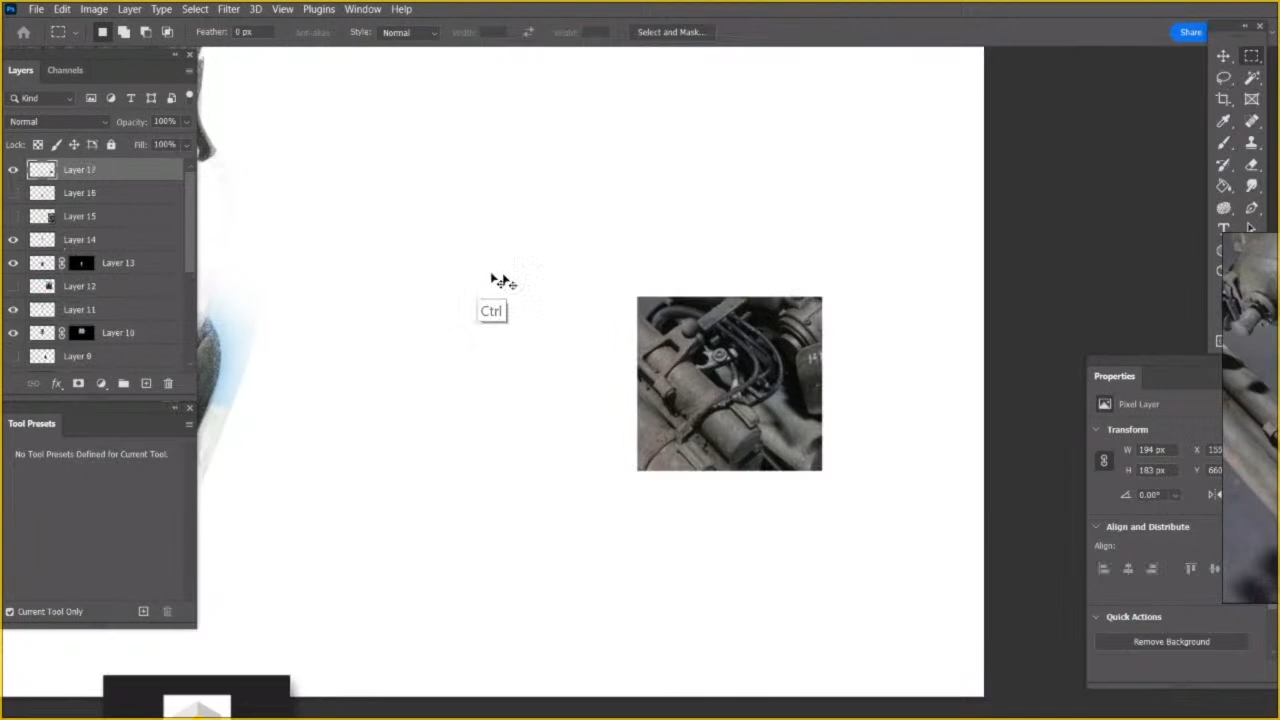 Ps File Edit Image Layer Type Select Filter 3D View Plugins Window Help
Feather: 0 px Anti-alias Style: Normal Width: Width: Select and Mask... Share
Layers Channels
Kind
Normal Opacity: 100%
Lock: Fill: 100%
Layer 17
Layer 16
Layer 15
Layer 14
Layer 13
Layer 12
Layer 11
Layer 10
Tool Presets
No Tool Presets Defined for Current Tool.
Current Tool Only
Ctrl
Properties
Pixel Layer
Transform
W 194 px X 155
H 183 px Y 660
0.00°
Align and Distribute
Align:
Quick Actions
Remove Background